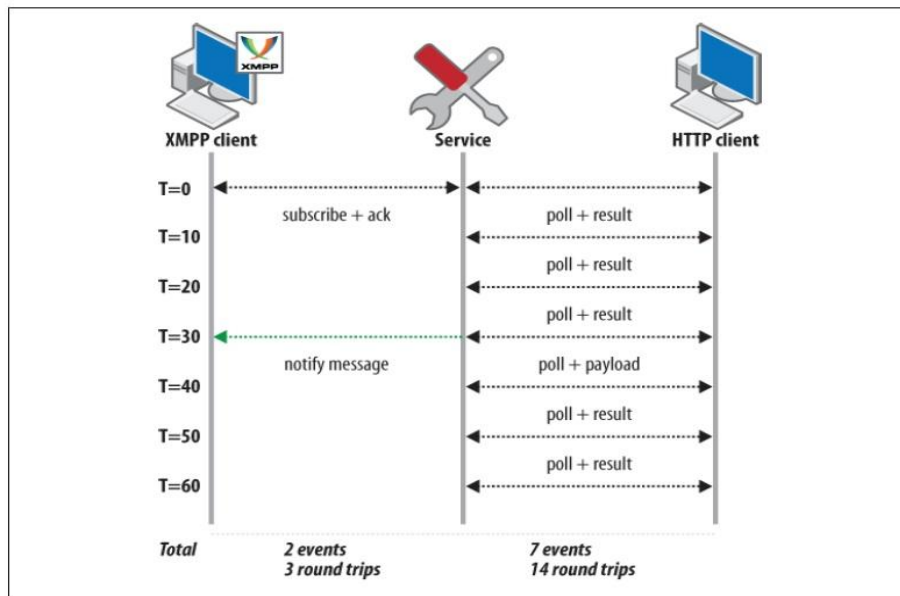 XMPP
XMPP client Service HTTP client
T=0
subscribe + ack poll + result
T=10
poll + result
T=20
poll + result
T=30
notify message poll + payload
T=40
poll + result
T=50
poll + result
T=60
Total 2 events 7 events
3 round trips 14 round trips